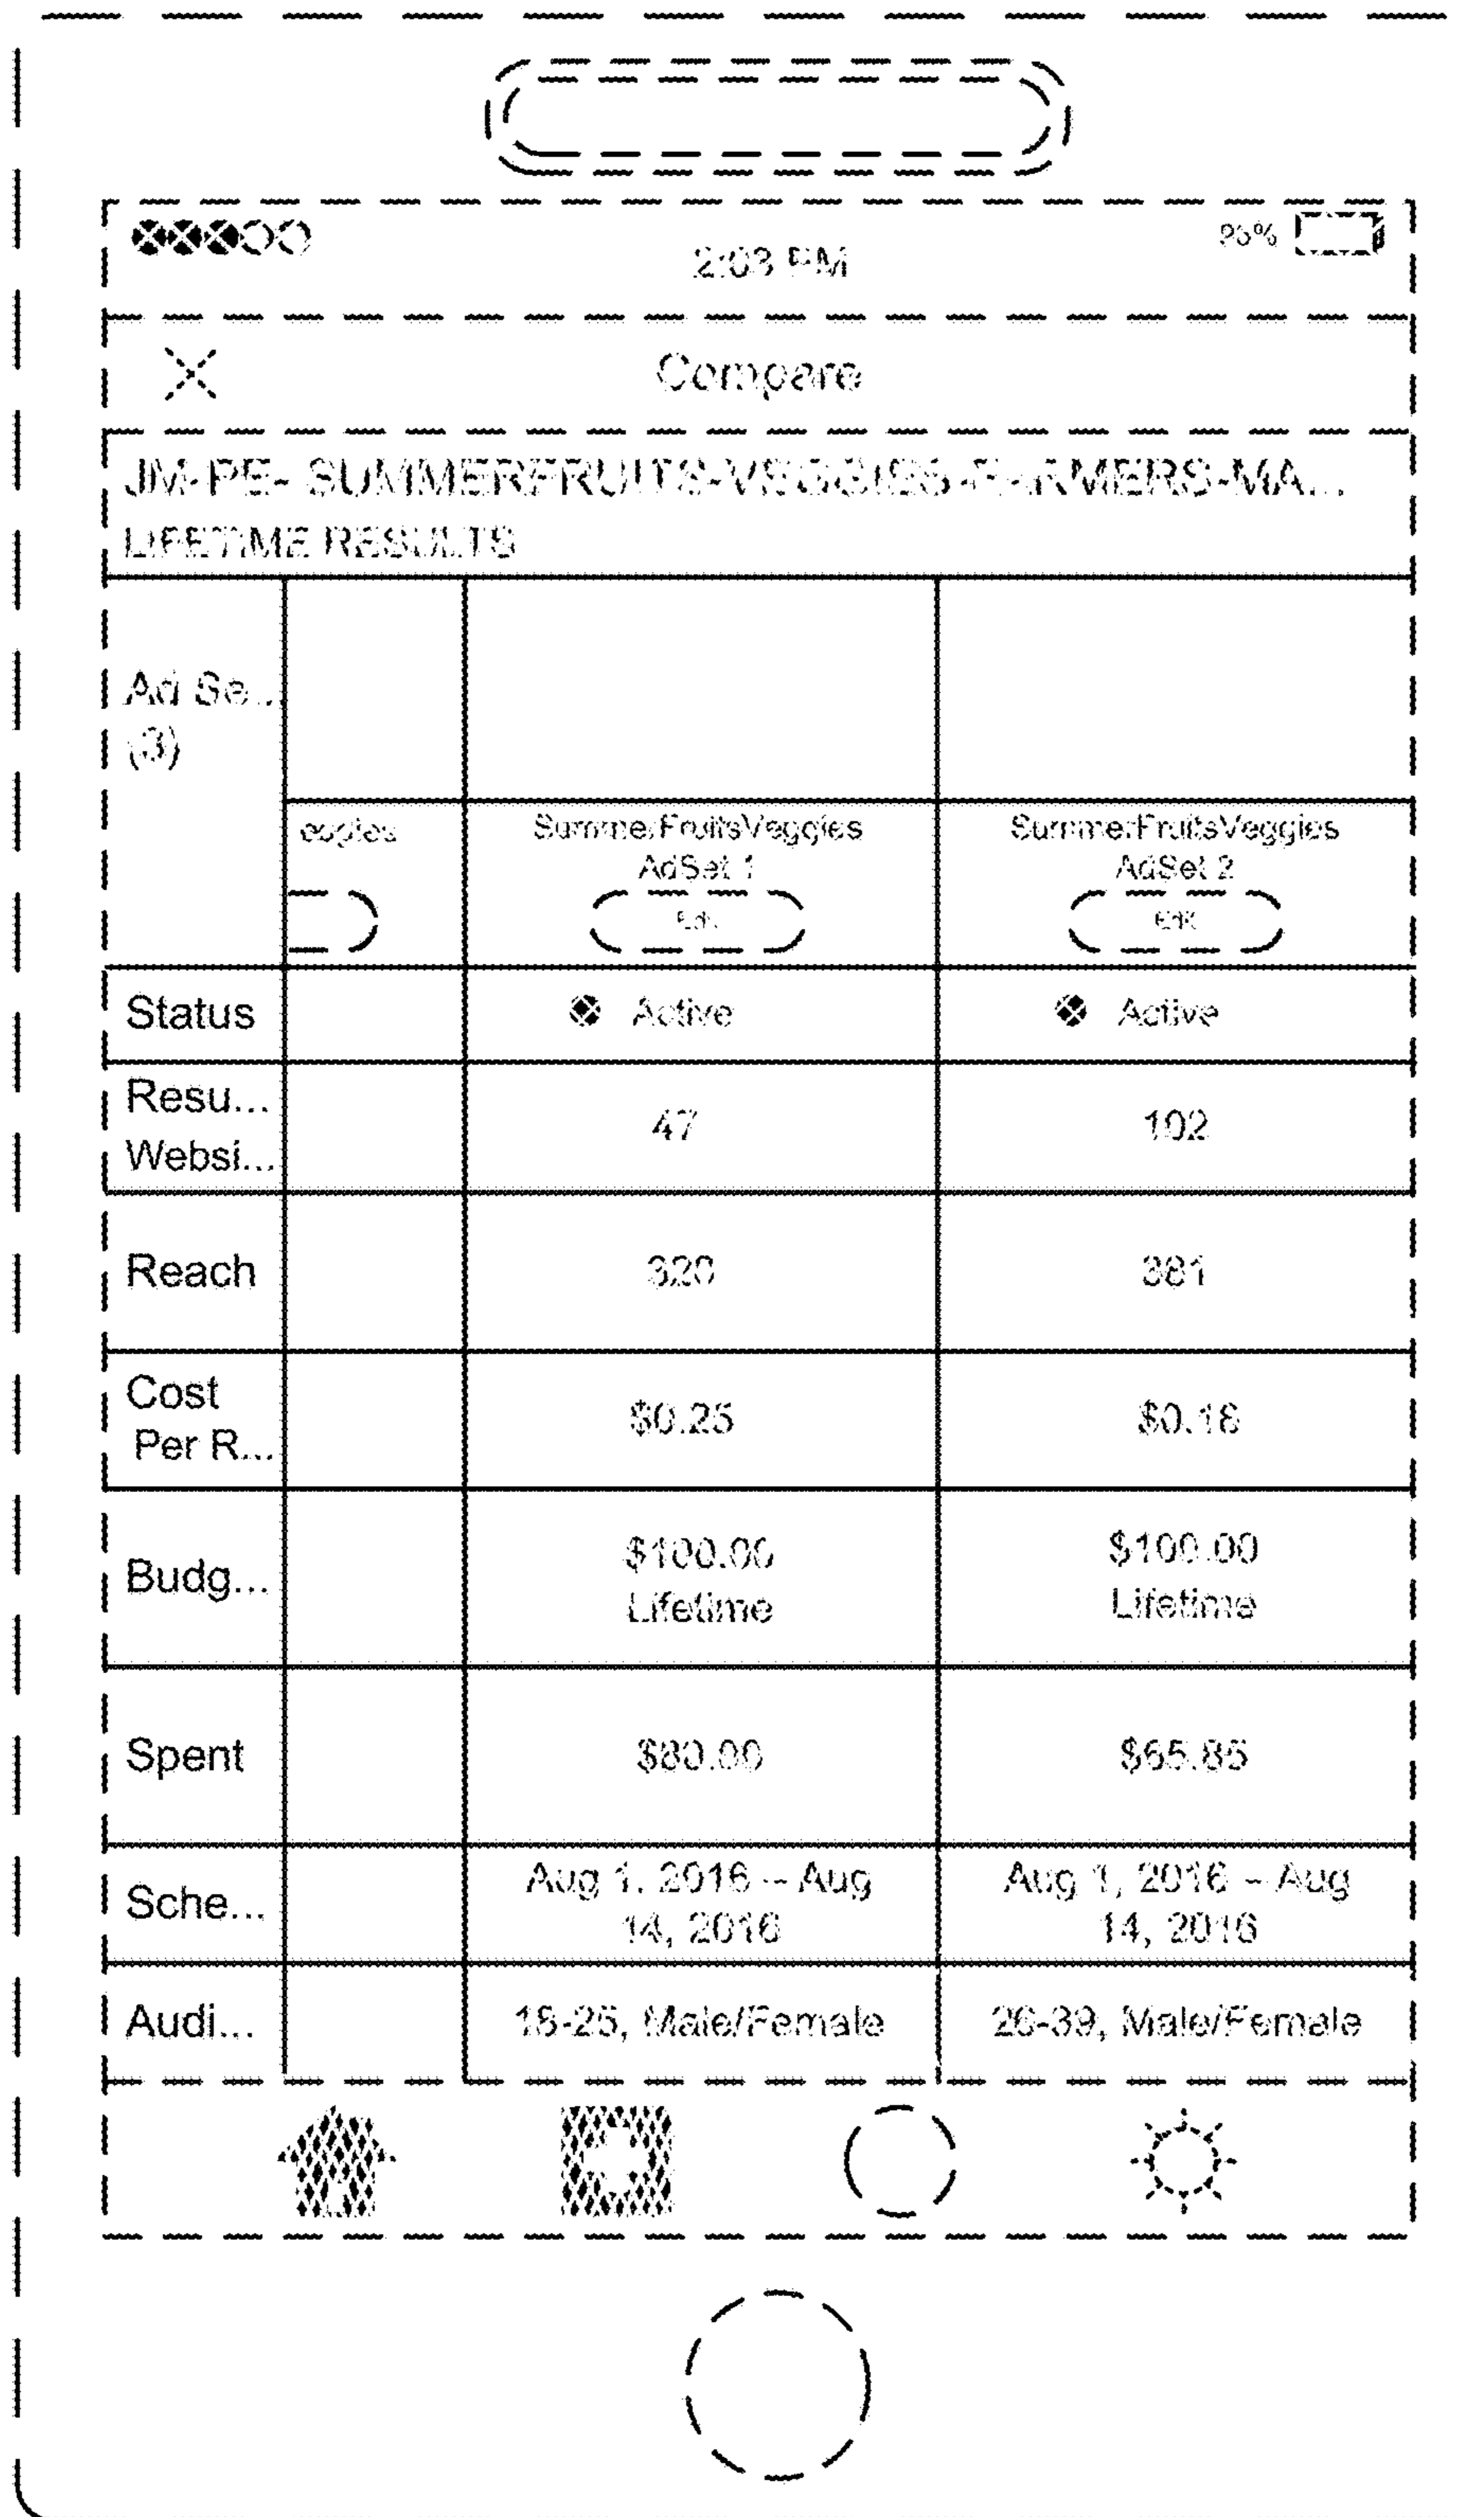 2:03 PM
Compare
JM-PE- SUMMERFRUITS-VEGGIES-FARMERS-MA...
LIFETIME RESULTS
Ad Se...
(3)
SummerFruitsVeggies
AdSet 1
Edit
SummerFruitsVeggies
AdSet 2
Edit
Status
Active
Active
Resu...
Websi...
47
102
Reach
320
381
Cost
Per R...
$0.25
$0.18
Budg...
$100.00
Lifetime
$100.00
Lifetime
Spent
$80.00
$65.85
Sche...
Aug 1, 2016 – Aug
14, 2016
Aug 1, 2016 – Aug
14, 2016
Audi...
18-25, Male/Female
26-39, Male/Female